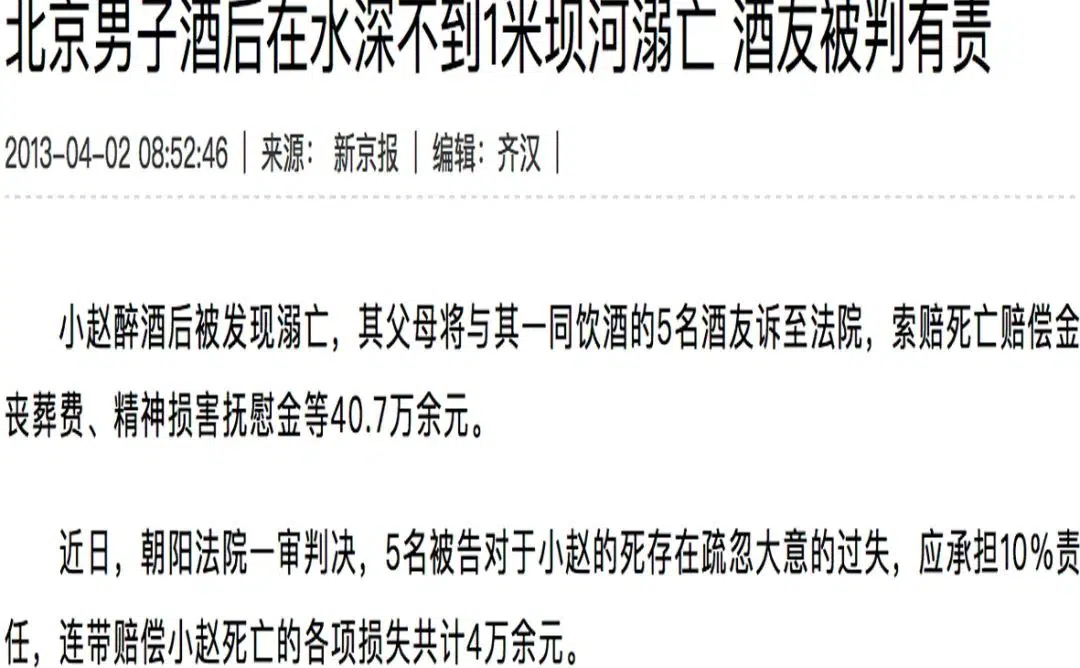 北京男子酒后在水深不到1米坝河溺亡 酒友被判有责
2013-04-02 08:52:46 | 来源： 新京报 | 编辑：齐汉 |
小赵醉酒后被发现溺亡，其父母将与其一同饮酒的5名酒友诉至法院，索赔死亡赔偿金
丧葬费、精神损害抚慰金等40.7万余元。
近日，朝阳法院一审判决，5名被告对于小赵的死存在疏忽大意的过失，应承担10%责
任，连带赔偿小赵死亡的各项损失共计4万余元。